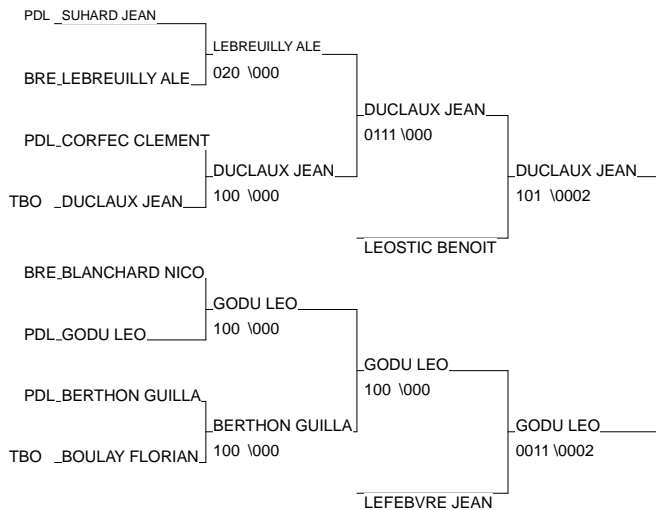 PDL SUHARD JEAN
LEBREUILLY ALE
020 \000
BRE LEBREUILLY ALE
DUCLAUX JEAN
0111 \000
PDL CORFEC CLEMENT
DUCLAUX JEAN
100 \000
DUCLAUX JEAN
101 \0002
TBO DUCLAUX JEAN
LEOSTIC BENOIT
BRE BLANCHARD NICO
GODU LEO
100 \000
PDL GODU LEO
GODU LEO
100 \000
PDL BERTHON GUILLA
BERTHON GUILLA
100 \000
GODU LEO
0011 \0002
TBO BOULAY FLORIAN
LEFEBVRE JEAN